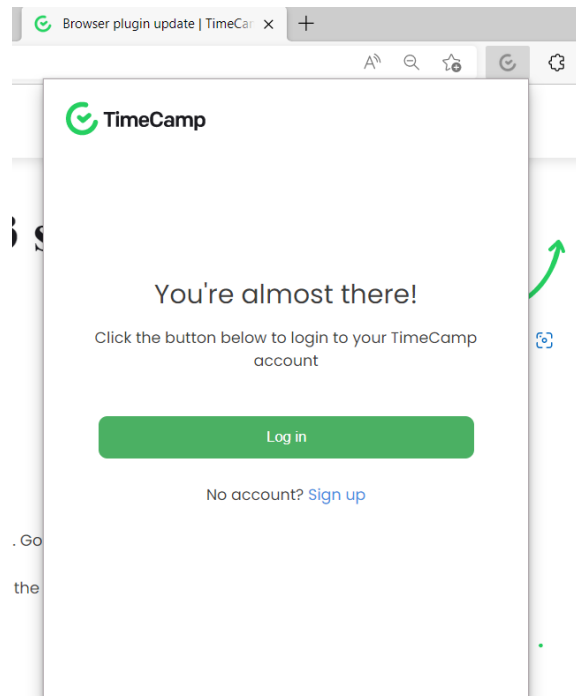 Browser plugin update | TimeCar
TimeCamp
You're almost there!
Click the button below to login to your TimeCamp
account
Log in
No account? Sign up
. Go
the